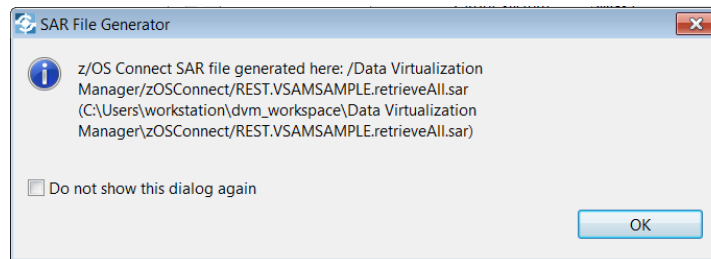 SAR File Generator
z/OS Connect SAR file generated here: /Data Virtualization
Manager/zOSConnect/REST.VSAMSAMPLE.retrieveAll.sar
(C:\Users\workstation\dvm_workspace\Data Virtualization
Manager\zOSConnect/REST.VSAMSAMPLE.retrieveAll.sar)
Do not show this dialog again
OK